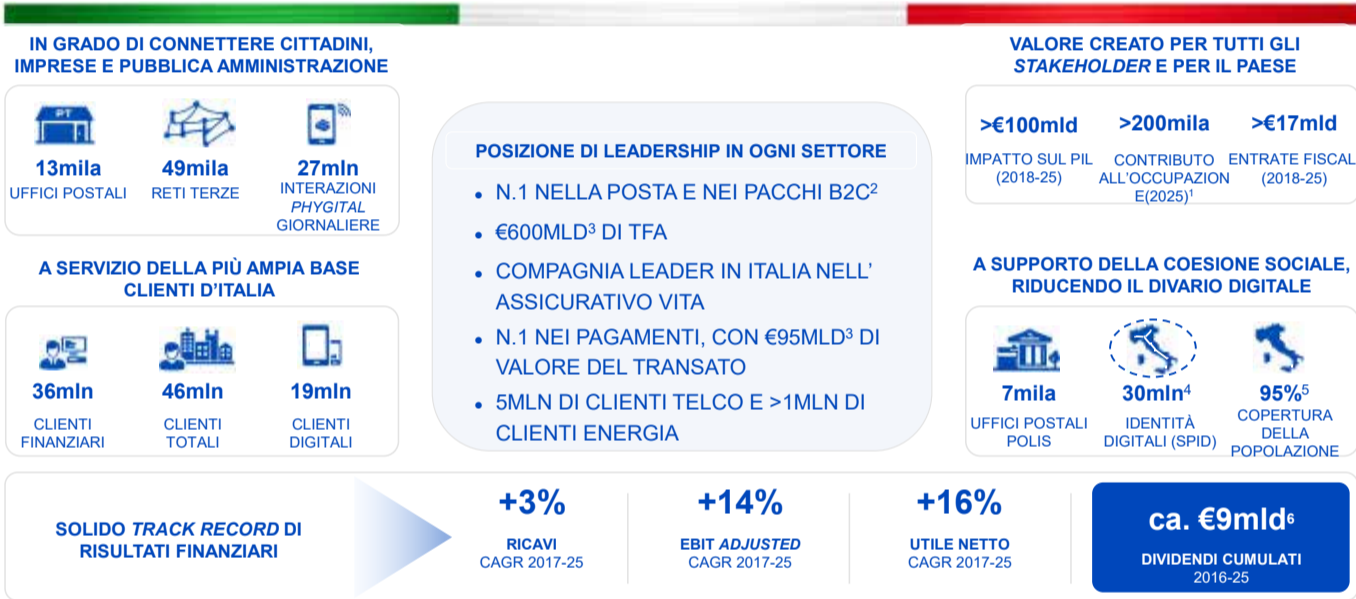 IN GRADO DI CONNETTERE CITTADINI,
IMPRESE E PUBBLICA AMMINISTRAZIONE
PT
13mila
UFFICI POSTALI
49mila
RETI TERZE
27mln
INTERAZIONI
PHYGITAL
GIORNALIERE
A SERVIZIO DELLA PIÙ AMPIA BASE
CLIENTI D'ITALIA
36mln
CLIENTI
FINANZIARI
46mln
CLIENTI
TOTALI
19mln
CLIENTI
DIGITALI
POSIZIONE DI LEADERSHIP IN OGNI SETTORE
• N.1 NELLA POSTA E NEI PACCHI B2C²
• €600MLD³ DI TFA
• COMPAGNIA LEADER IN ITALIA NELL'
ASSICURATIVO VITA
• N.1 NEI PAGAMENTI, CON €95MLD³ DI
VALORE DEL TRANSATO
• 5MLN DI CLIENTI TELCO E >1MLN DI
CLIENTI ENERGIA
VALORE CREATO PER TUTTI GLI
STAKEHOLDER E PER IL PAESE
>€100mld
IMPATTO SUL PIL
(2018-25)
>200mila
CONTRIBUTO
ALL'OCCUPAZION
E(2025)¹
>€17mld
ENTRATE FISCAL
(2018-25)
A SUPPORTO DELLA COESIONE SOCIALE,
RIDUCENDO IL DIVARIO DIGITALE
7mila
UFFICI POSTALI
POLIS
30mln⁴
IDENTITÀ
DIGITALI (SPID)
95%⁵
COPERTURA
DELLA
POPOLAZIONE
SOLIDO TRACK RECORD DI
RISULTATI FINANZIARI
+3%
RICAVI
CAGR 2017-25
+14%
EBIT ADJUSTED
CAGR 2017-25
+16%
UTILE NETTO
CAGR 2017-25
ca. €9mld⁶
DIVIDENDI CUMULATI
2016-25